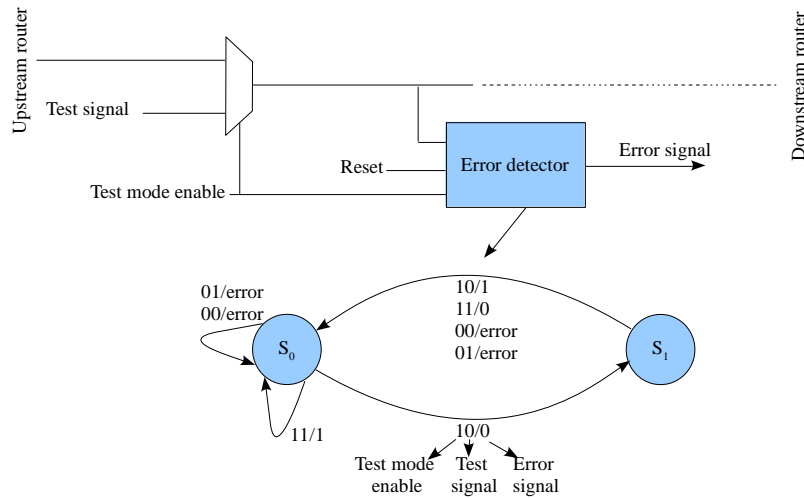 Upstream router
Downstream router
Test signal
Test mode enable
Reset
Error detector
Error signal
01/error
00/error
10/1
11/0
00/error
01/error
S0
S1
11/1
10/0
Test mode
enable
Test
signal
Error
signal